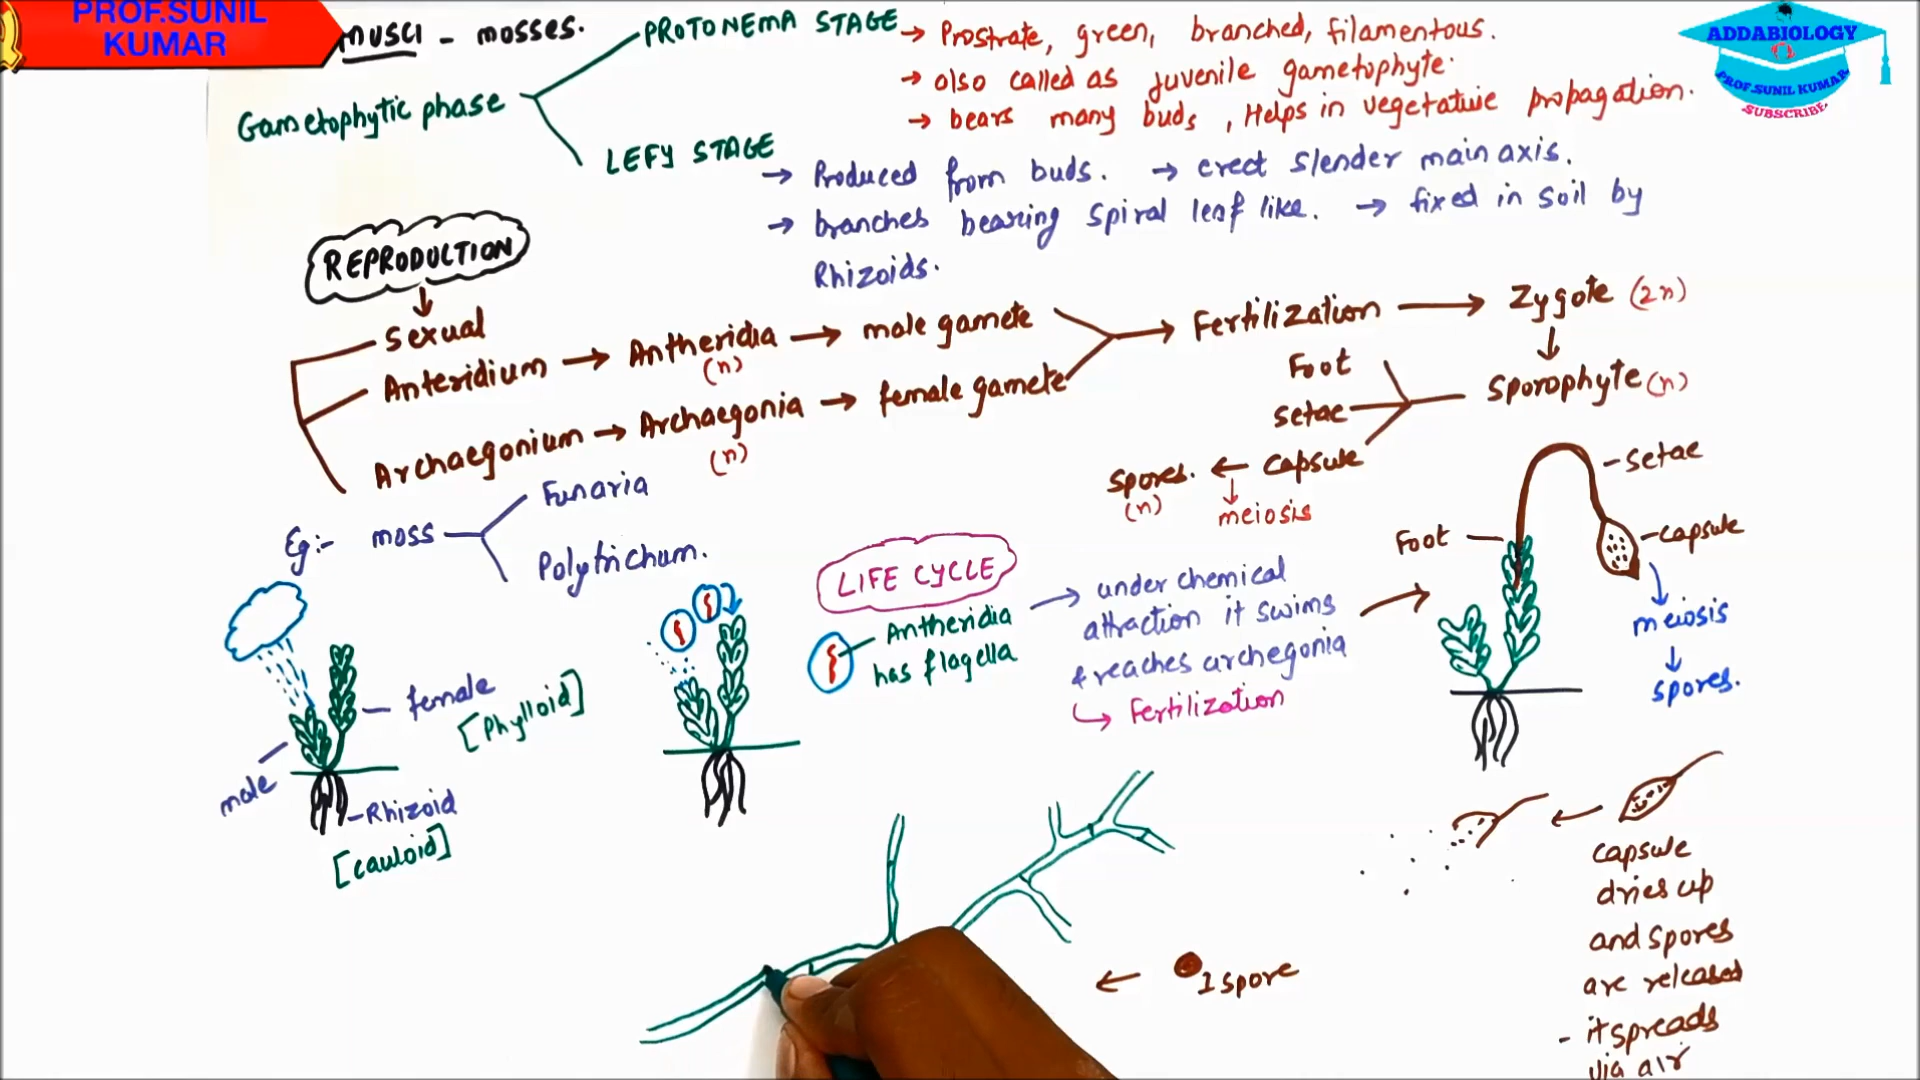 PROF.SUNIL
KUMAR
MUSCI - mosses.
ADDABIOLOGY
PROF.SUNIL KUMAR
SUBSCRIBE
Gametophytic phase
PROTONEMA STAGE
→ Prostrate, green, branched, filamentous.
→ also called as juvenile gametophyte.
→ bears many buds, Helps in vegetative propagation.
LEFY STAGE
→ Produced from buds. → erect slender main axis.
→ branches bearing spiral leaf like. → fixed in soil by
Rhizoids.
REPRODUCTION
Sexual
Anteridium → Antheridia → male gamete
(n)
Archaegonium → Archaegonia → female gamete
(n)
→ Fertilization → Zygote (2n)
Sporophyte (n)
Foot
Setae
Capsule
Spores. ←
(n)
meiosis
Eg:- moss
Funaria
Polytrichum.
female
[Phylloid]
male
-Rhizoid
[cauloid]
LIFE CYCLE
Antheridia
has flagella
→ under chemical
attraction it swims
& reaches archegonia
↳ Fertilization
Foot
-Setae
-capsule
meiosis
spores.
capsule
dries up
and spores
are released
- it spreads
via air
← 1 spore